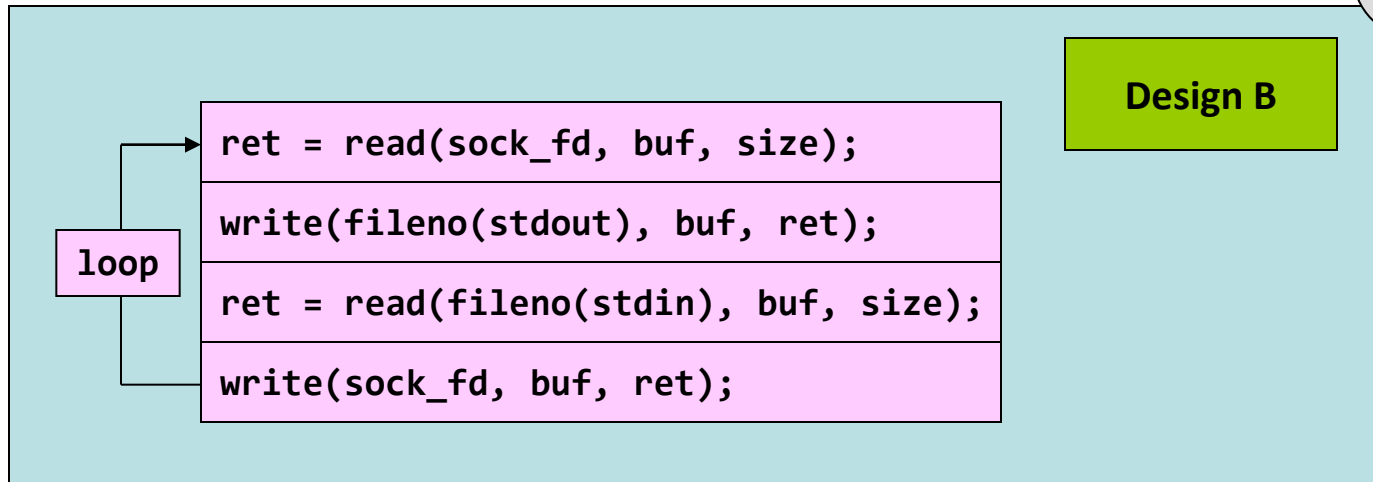 Design B
ret = read(sock_fd, buf, size);
write(fileno(stdout), buf, ret);
loop
ret = read(fileno(stdin), buf, size);
write(sock_fd, buf, ret);